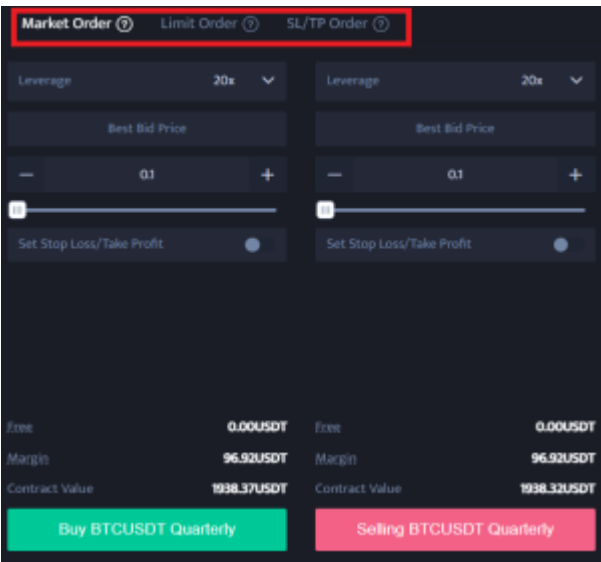 Market Order ? Limit Order ? SL/TP Order ?
Leverage 20x Leverage 20x
Best Bid Price Best Bid Price
— 0.1 + — 0.1 +
Set Stop Loss/Take Profit Set Stop Loss/Take Profit
Free 0.00USDT Free 0.00USDT
Margin 96.92USDT Margin 96.92USDT
Contract Value 1938.37USDT Contract Value 1938.32USDT
Buy BTCUSDT Quarterly Selling BTCUSDT Quarterly